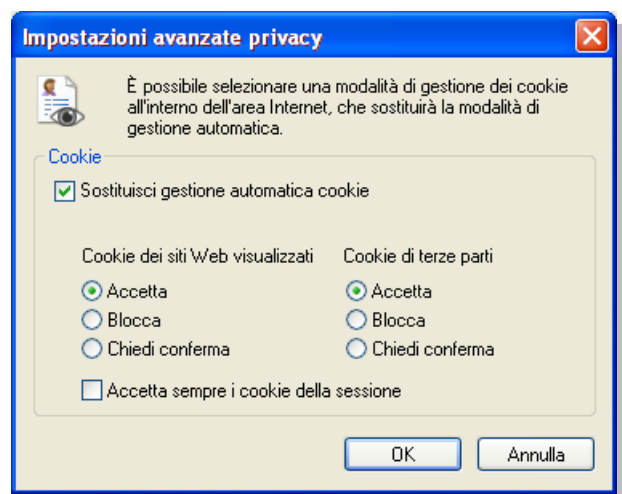 Impostazioni avanzate privacy
È possibile selezionare una modalità di gestione dei cookie
all'interno dell'area Internet, che sostituirà la modalità di
gestione automatica.
Cookie
Sostituisci gestione automatica cookie
Cookie dei siti Web visualizzati
Cookie di terze parti
Accetta
Accetta
Blocca
Blocca
Chiedi conferma
Chiedi conferma
Accetta sempre i cookie della sessione
OK
Annulla